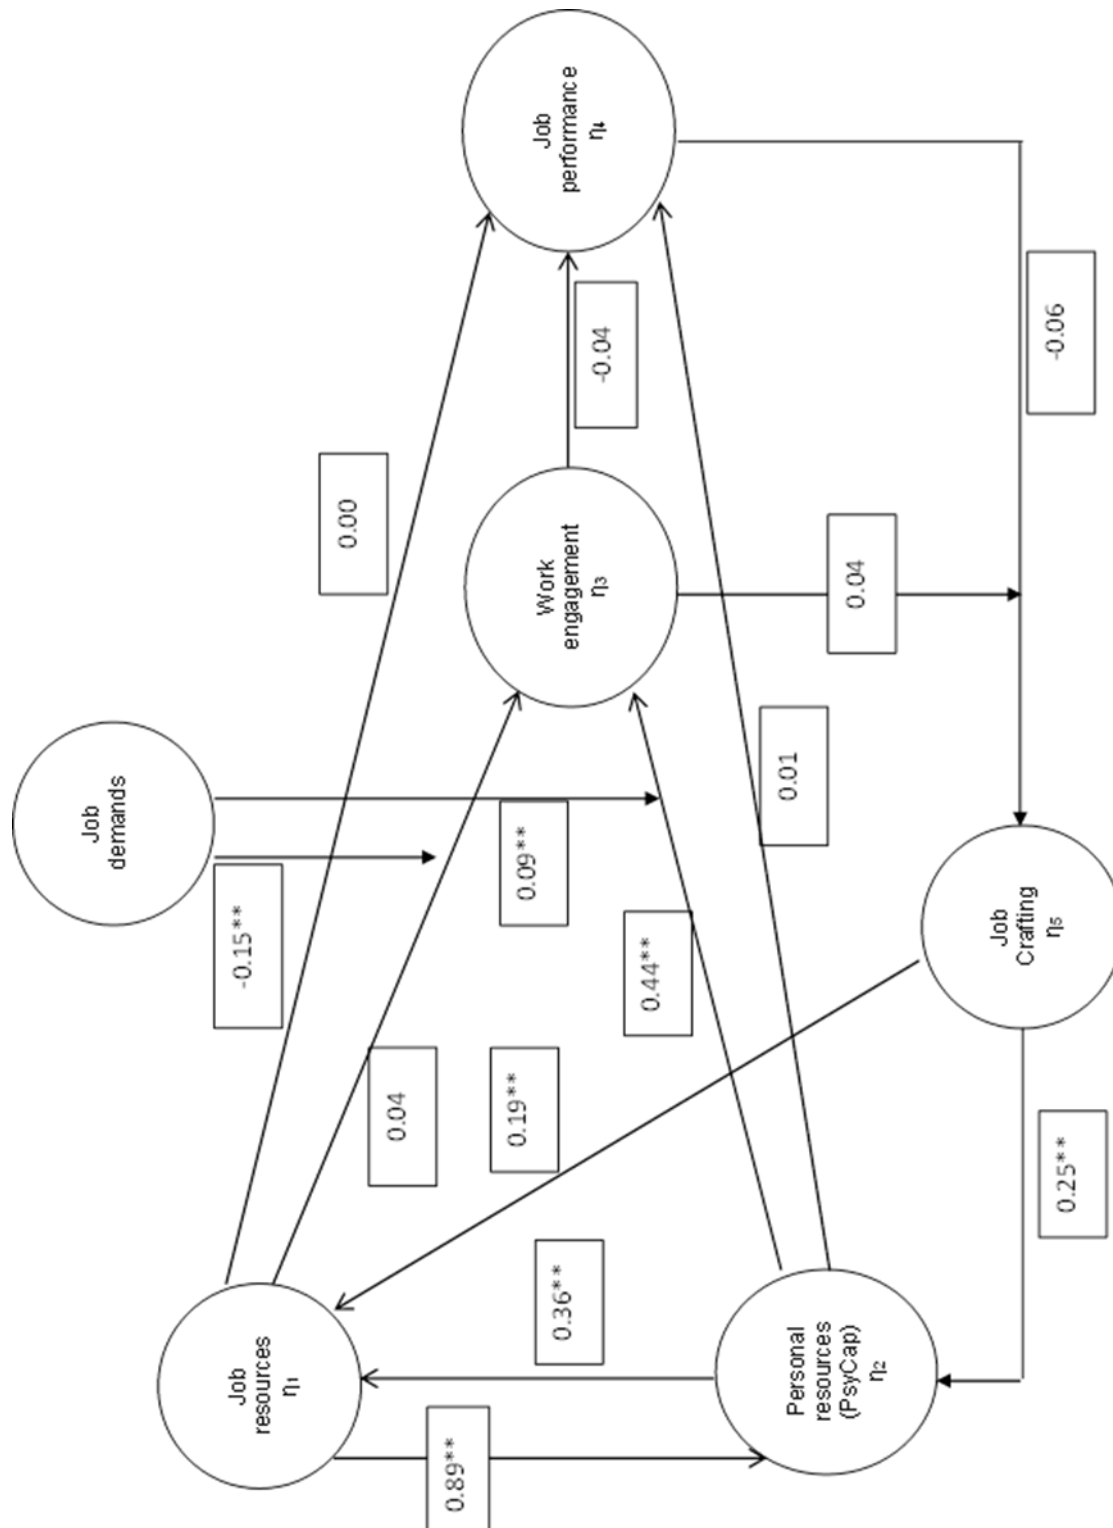 Job
demands
-0.15**
0.09**
0.00
Job
resources
η₁
0.04
Work
engagement
η₃
-0.04
Job
performance
η₄
0.19**
0.44**
0.89**
0.36**
0.01
0.04
Personal
resources
(PsyCap)
η₂
0.25**
Job
Crafting
η₅
-0.06